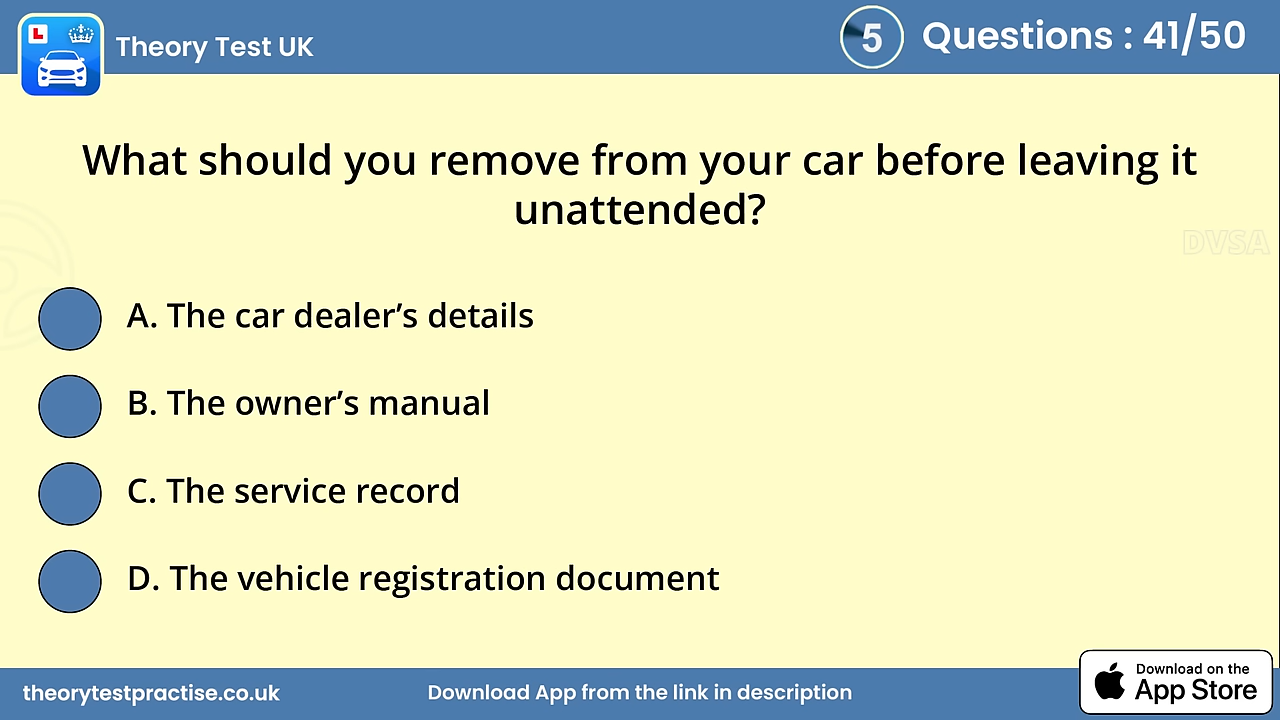 L
Theory Test UK
5
Questions : 41/50
What should you remove from your car before leaving it
unattended?
DVSA
A. The car dealer’s details
B. The owner’s manual
C. The service record
D. The vehicle registration document
theorytestpractise.co.uk
Download App from the link in description
Download on the
App Store